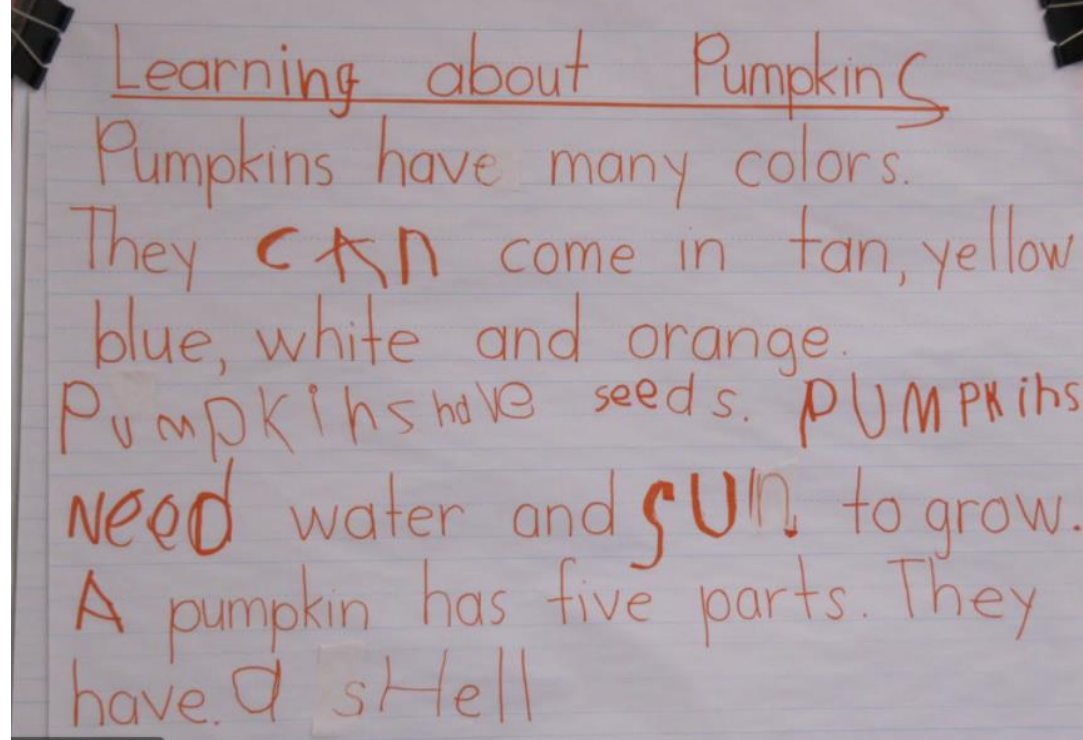 Learning about Pumpkins
Pumpkins have many colors.
They cAn come in tan, yellow
blue, white and orange.
PumpKins have seeds. PUMPKins
Need water and sUn. to grow.
A pumpkin has five parts. They
have. a sHell